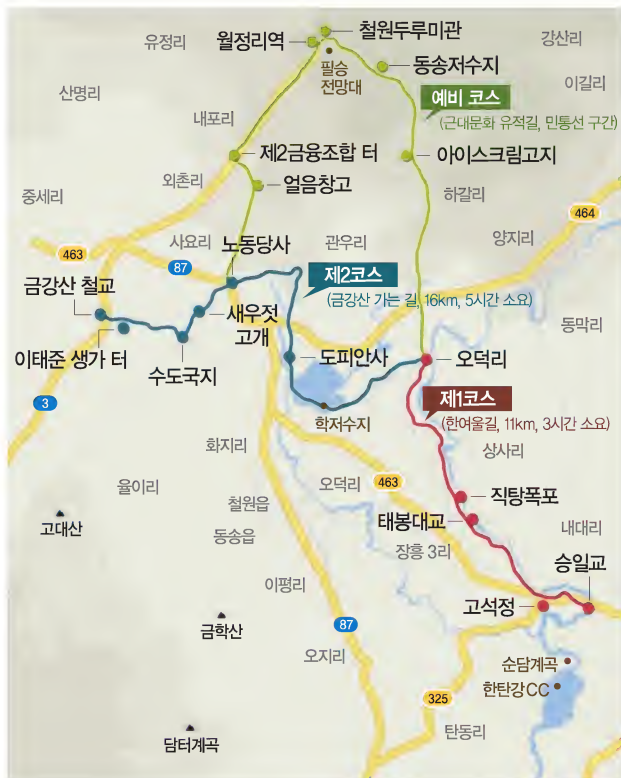 철원두루미관
월정리역
유정리
강산리
필승
전망대
동송저수지
이길리
산명리
예비 코스
(근대문화 유적길, 민통선 구간)
내포리
제2금융조합 터
아이스크림고지
외촌리
얼음창고
하갈리
중세리
464
463
사요리
노동당사
관우리
양지리
87
제2코스
(금강산 가는 길, 16km, 5시간 소요)
금강산 철교
새우젓
고개
동막리
이태준 생가 터
수도국지
도피안사
오덕리
3
제1코스
(한여울길, 11km, 3시간 소요)
학저수지
화지리
상사리
463
율이리
오덕리
직탕폭포
철원읍
고대산
태봉대교
내대리
동송읍
장흥 3리
승일교
이평리
고석정
금학산
87
오지리
순담계곡
한탄강CC
325
탄동리
담터계곡